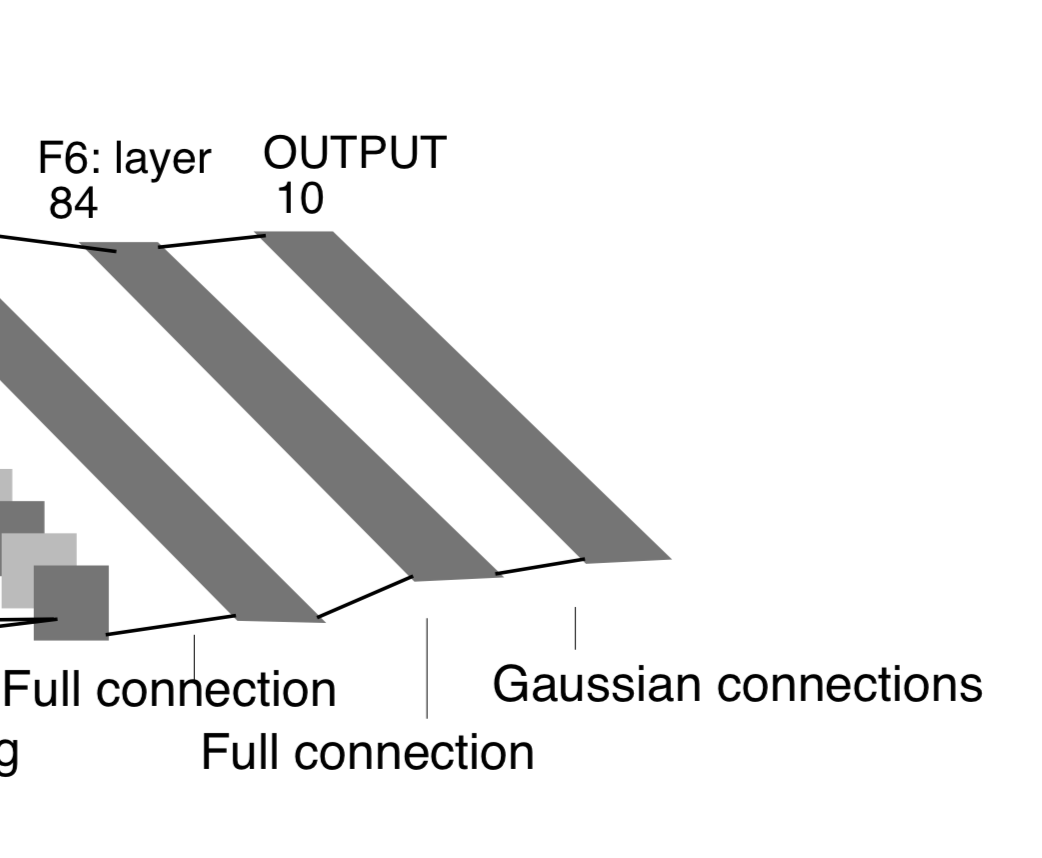 F6: layer
84
OUTPUT
10
Full connection
Gaussian connections
g
Full connection